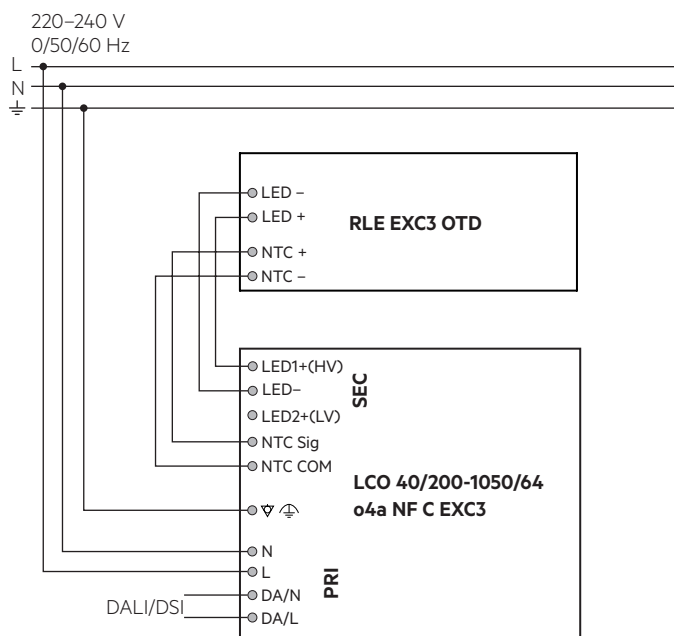 220–240 V
0/50/60 Hz
L
N
LED –
LED +
RLE EXC3 OTD
NTC +
NTC –
LED1+(HV)
SEC
LED–
LED2+(LV)
NTC Sig
NTC COM
LCO 40/200-1050/64
o4a NF C EXC3
N
L
PRI
DA/N
DALI/DSI
DA/L